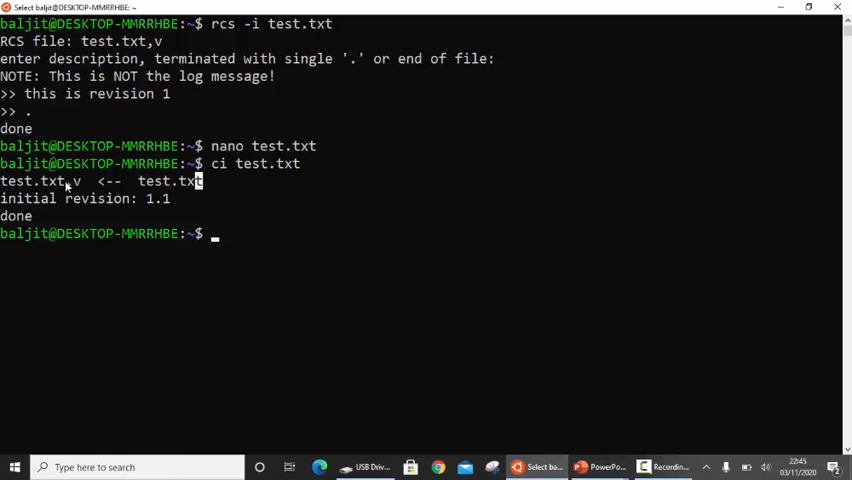 Select baljit@DESKTOP-MMRRHBE: ~
baljit@DESKTOP-MMRRHBE:~$ rcs -i test.txt
RCS file: test.txt,v
enter description, terminated with single '.' or end of file:
NOTE: This is NOT the log message!
>> this is revision 1
>> .
done
baljit@DESKTOP-MMRRHBE:~$ nano test.txt
baljit@DESKTOP-MMRRHBE:~$ ci test.txt
test.txt,v  <--  test.txt
initial revision: 1.1
done
baljit@DESKTOP-MMRRHBE:~$
Type here to search
USB Driv...
Select ba...
PowerPo...
Recordin...
22:45
03/11/2020
2